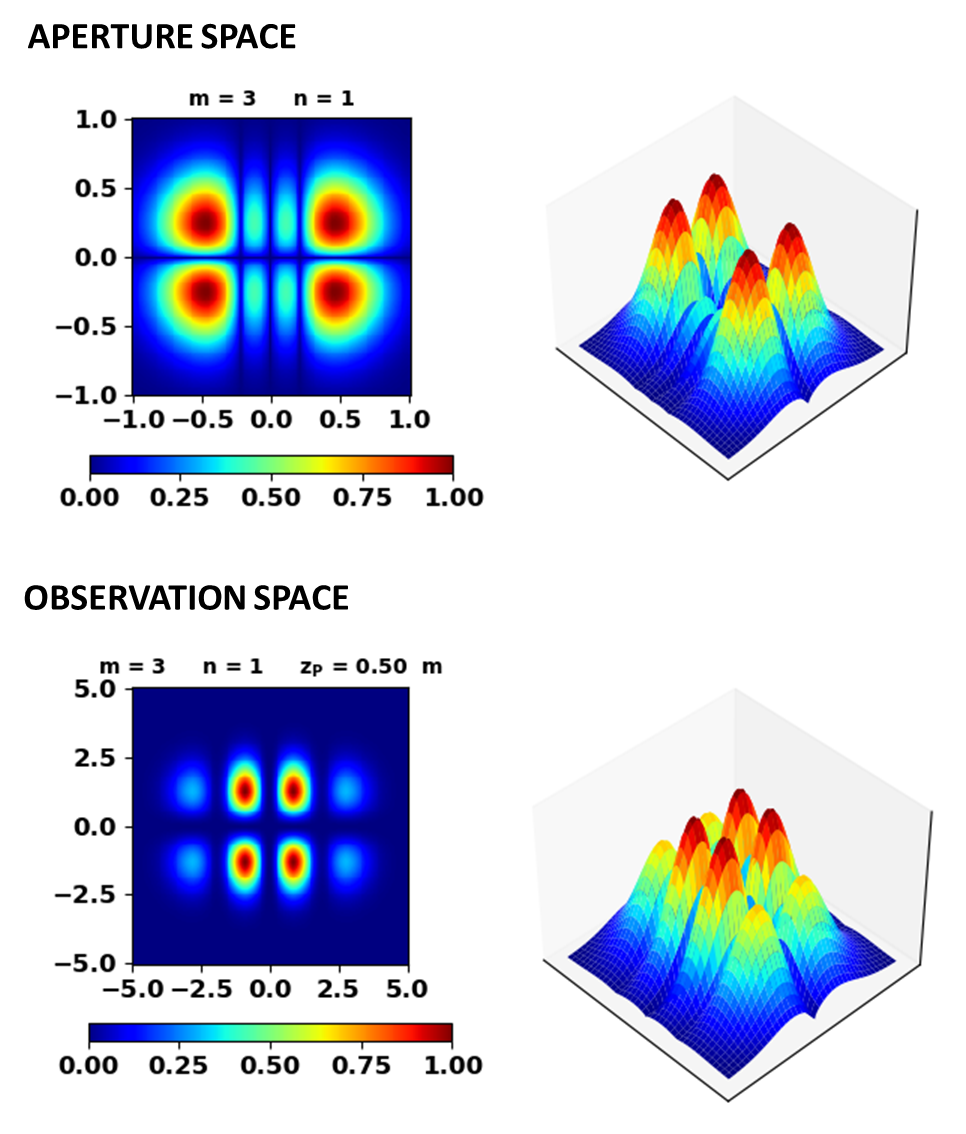 APERTURE SPACE
m = 3 n = 1
1.0
0.5
0.0
−0.5
−1.0
−1.0 −0.5 0.0 0.5 1.0
0.00 0.25 0.50 0.75 1.00
OBSERVATION SPACE
m = 3 n = 1 zP = 0.50 m
5.0
2.5
0.0
−2.5
−5.0
−5.0 −2.5 0.0 2.5 5.0
0.00 0.25 0.50 0.75 1.00